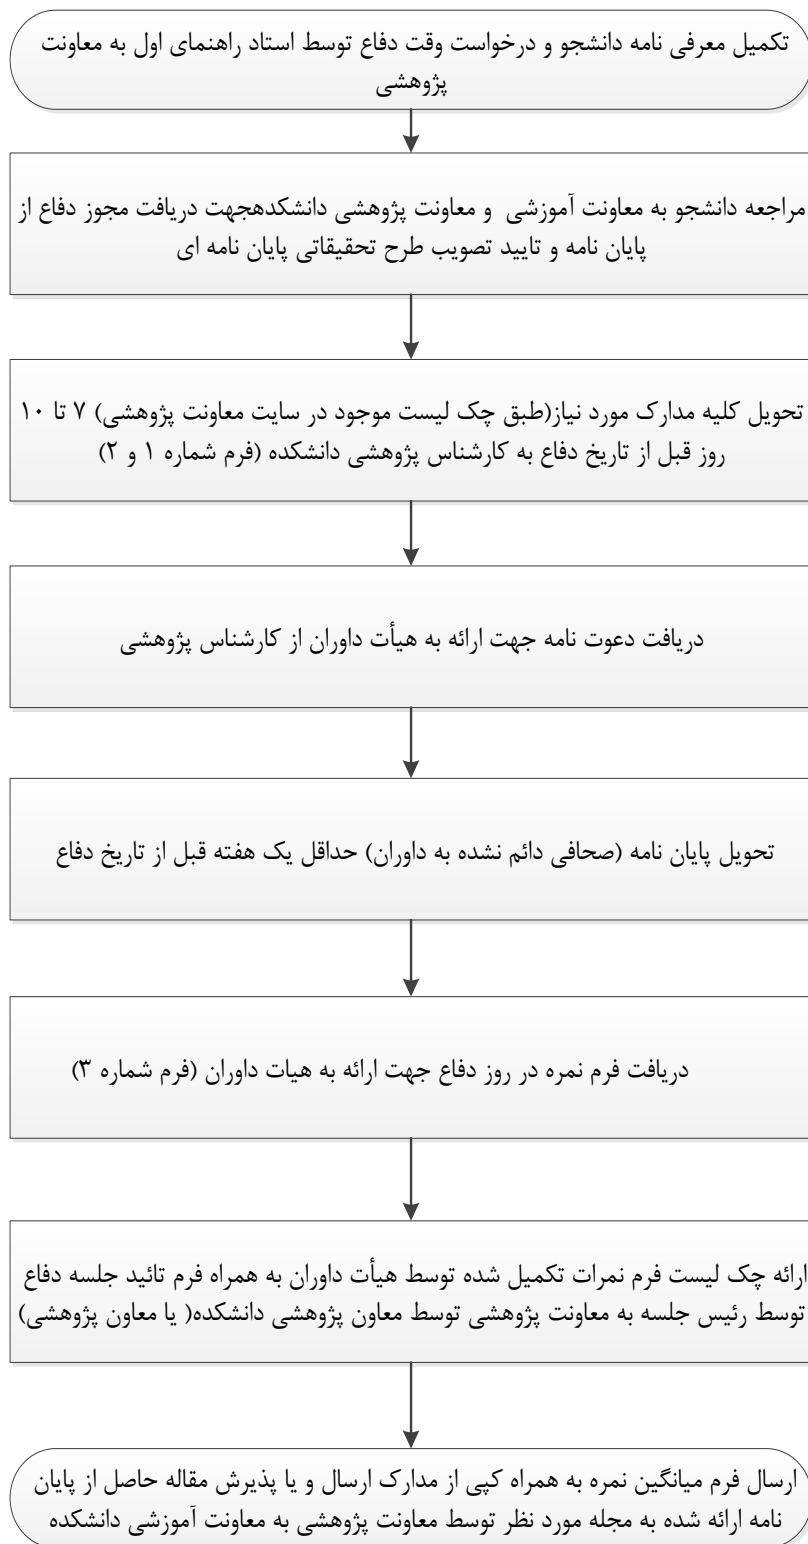 تکمیل معرفی نامه دانشجو و درخواست وقت دفاع توسط استاد راهنمای اول به معاونت
پژوهشی
مراجعه دانشجو به معاونت آموزشی و معاونت پژوهشی دانشکدهجهت دریافت مجوز دفاع از
پایان نامه و تایید تصویب طرح تحقیقاتی پایان نامه ای
تحویل کلیه مدارک مورد نیاز(طبق چک لیست موجود در سایت معاونت پژوهشی) ۷ تا ۱۰
روز قبل از تاریخ دفاع به کارشناس پژوهشی دانشکده (فرم شماره ۱ و ۲)
دریافت دعوت نامه جهت ارائه به هیأت داوران از کارشناس پژوهشی
تحویل پایان نامه (صحافی دائم نشده به داوران) حداقل یک هفته قبل از تاریخ دفاع
دریافت فرم نمره در روز دفاع جهت ارائه به هیات داوران (فرم شماره ۳)
ارائه چک لیست فرم نمرات تکمیل شده توسط هیأت داوران به همراه فرم تائید جلسه دفاع
توسط رئیس جلسه به معاونت پژوهشی توسط معاون پژوهشی دانشکده( یا معاون پژوهشی)
ارسال فرم میانگین نمره به همراه کپی از مدارک ارسال و یا پذیرش مقاله حاصل از پایان
نامه ارائه شده به مجله مورد نظر توسط معاونت پژوهشی به معاونت آموزشی دانشکده